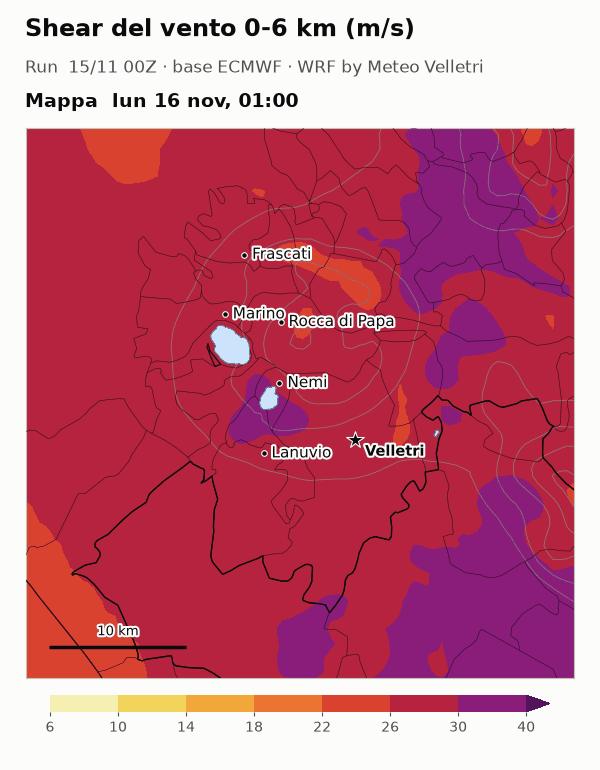 Shear del vento 0-6 km (m/s)
Run  15/11 00Z · base ECMWF · WRF by Meteo Velletri
Mappa  lun 16 nov, 01:00
Frascati
Marino
Rocca di Papa
Nemi
Velletri
Lanuvio
10 km
6 10 14 18 22 26 30 40